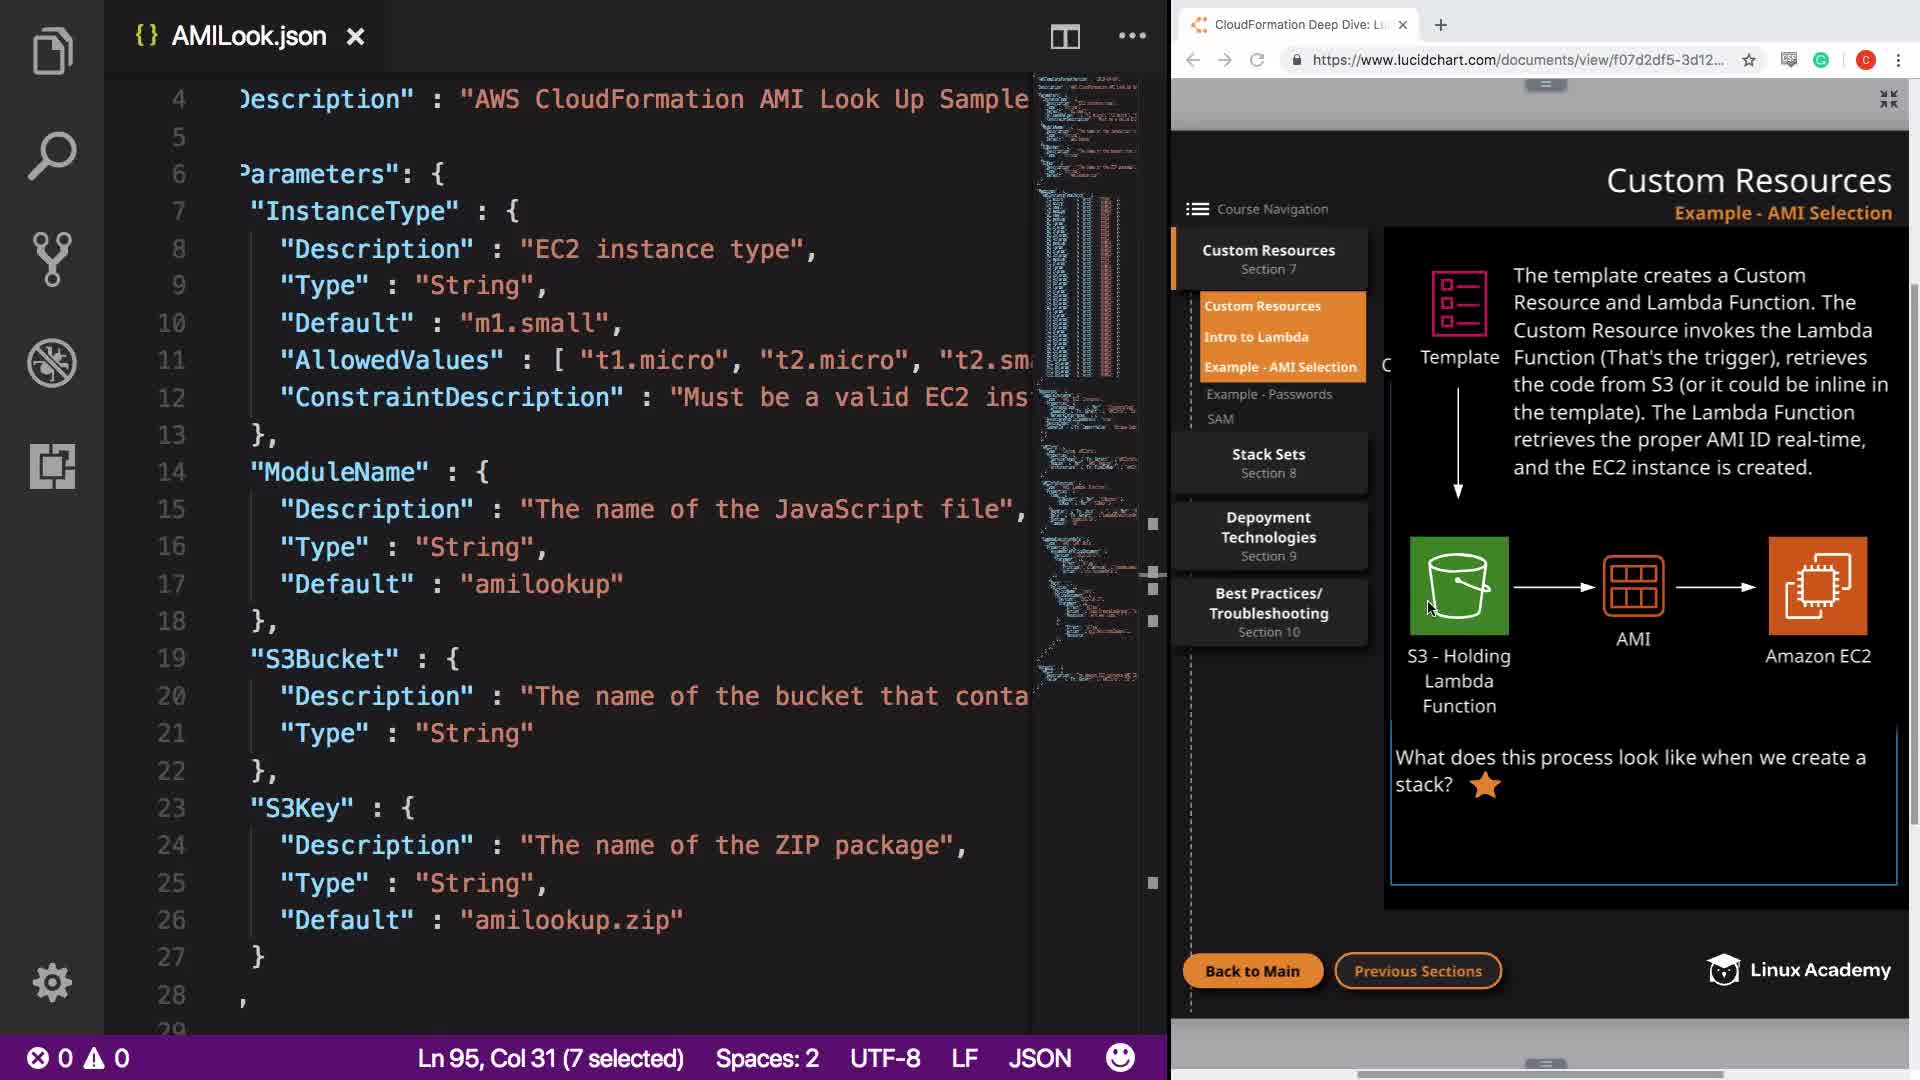 {} AMILook.json
4 Description" : "AWS CloudFormation AMI Look Up Sample
5
6 Parameters": {
7 "InstanceType" : {
8 "Description" : "EC2 instance type",
9 "Type" : "String",
10 "Default" : "m1.small",
11 "AllowedValues" : [ "t1.micro", "t2.micro", "t2.sm
12 "ConstraintDescription" : "Must be a valid EC2 ins
13 },
14 "ModuleName" : {
15 "Description" : "The name of the JavaScript file",
16 "Type" : "String",
17 "Default" : "amilookup"
18 },
19 "S3Bucket" : {
20 "Description" : "The name of the bucket that conta
21 "Type" : "String"
22 },
23 "S3Key" : {
24 "Description" : "The name of the ZIP package",
25 "Type" : "String",
26 "Default" : "amilookup.zip"
27 }
28 ,
29
0 0 Ln 95, Col 31 (7 selected) Spaces: 2 UTF-8 LF JSON
CloudFormation Deep Dive:
https://www.lucidchart.com/documents/view/f07d2df5-3d12...
Custom Resources
Example - AMI Selection
Course Navigation
Custom Resources
Section 7
Custom Resources
Intro to Lambda
Example - AMI Selection
Example - Passwords
SAM
Stack Sets
Section 8
Depoyment
Technologies
Section 9
Best Practices/
Troubleshooting
Section 10
Template
The template creates a Custom
Resource and Lambda Function. The
Custom Resource invokes the Lambda
Function (That's the trigger), retrieves
the code from S3 (or it could be inline in
the template). The Lambda Function
retrieves the proper AMI ID real-time,
and the EC2 instance is created.
S3 - Holding
Lambda
Function
AMI
Amazon EC2
What does this process look like when we create a
stack?
Back to Main
Previous Sections
Linux Academy